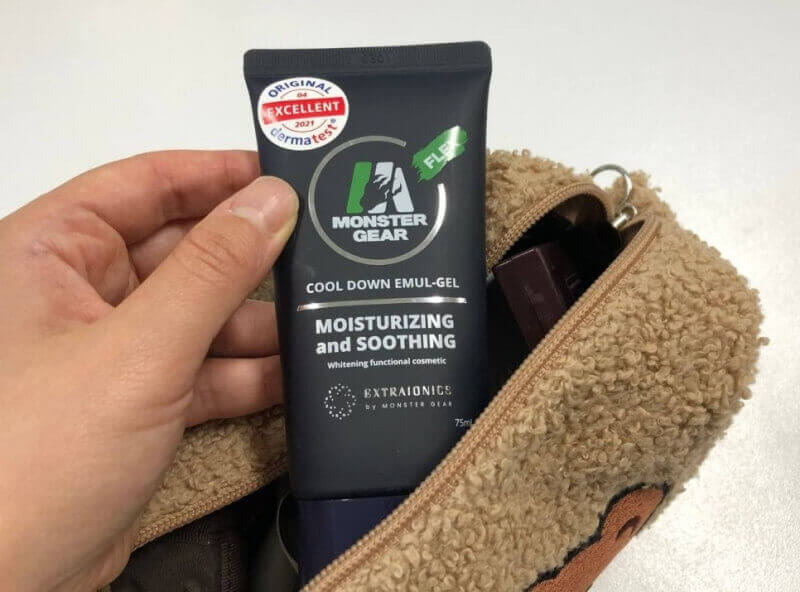 ORIGINAL
04
EXCELLENT
2021
dermatest®
FLEX
MONSTER
GEAR
COOL DOWN EMUL-GEL
MOISTURIZING
and SOOTHING
Whitening functional cosmetic
EXTRAIONICS
by MONSTER GEAR
75mL